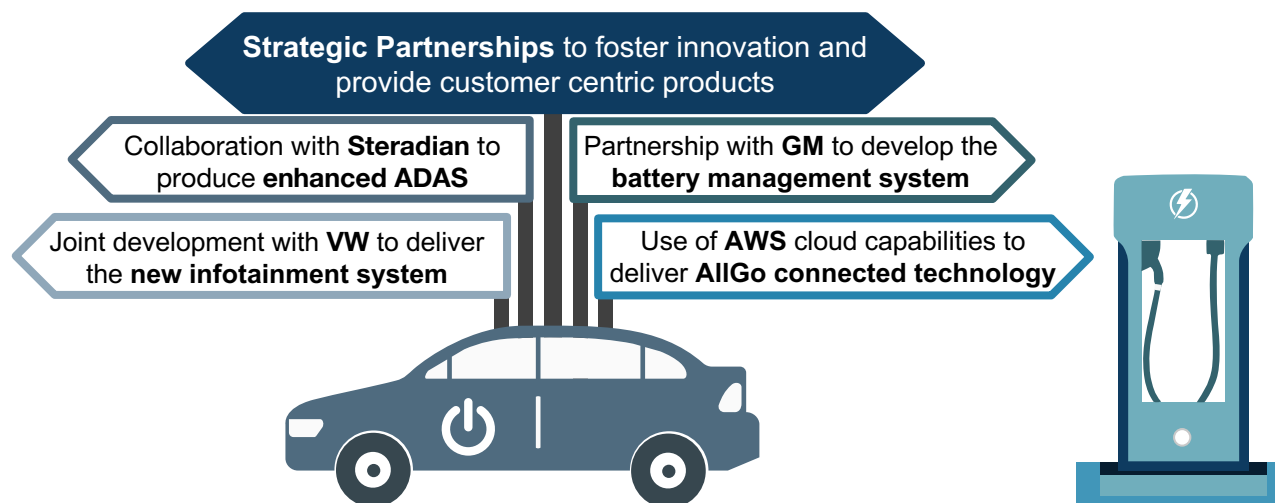 Strategic Partnerships to foster innovation and
provide customer centric products
Collaboration with Steradian to
produce enhanced ADAS
Partnership with GM to develop the
battery management system
Joint development with VW to deliver
the new infotainment system
Use of AWS cloud capabilities to
deliver AllGo connected technology